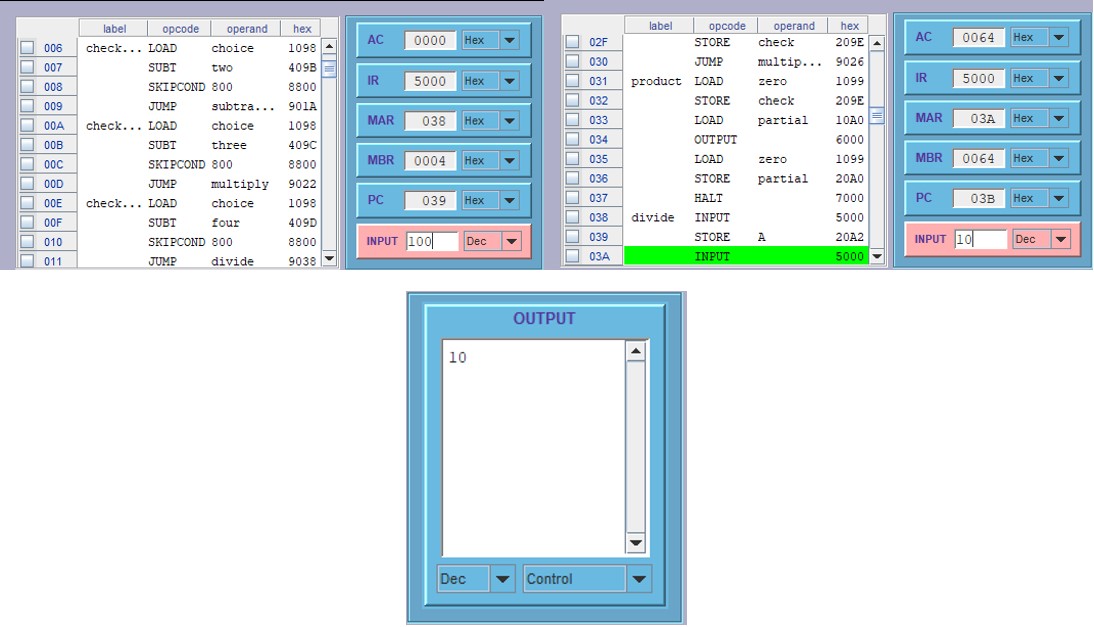 label opcode operand hex
006 check... LOAD choice 1098
007 SUBT two 409B
008 SKIPCOND 800 8800
009 JUMP subtra... 901A
00A check... LOAD choice 1098
00B SUBT three 409C
00C SKIPCOND 800 8800
00D JUMP multiply 9022
00E check... LOAD choice 1098
00F SUBT four 409D
010 SKIPCOND 800 8800
011 JUMP divide 9038
AC 0000 Hex
IR 5000 Hex
MAR 038 Hex
MBR 0004 Hex
PC 039 Hex
INPUT 100 Dec
label opcode operand hex
02F STORE check 209E
030 JUMP multip... 9026
031 product LOAD zero 1099
032 STORE check 209E
033 LOAD partial 10A0
034 OUTPUT 6000
035 LOAD zero 1099
036 STORE partial 20A0
037 HALT 7000
038 divide INPUT 5000
039 STORE A 20A2
03A INPUT 5000
AC 0064 Hex
IR 5000 Hex
MAR 03A Hex
MBR 0064 Hex
PC 03B Hex
INPUT 10 Dec
OUTPUT
10
Dec Control